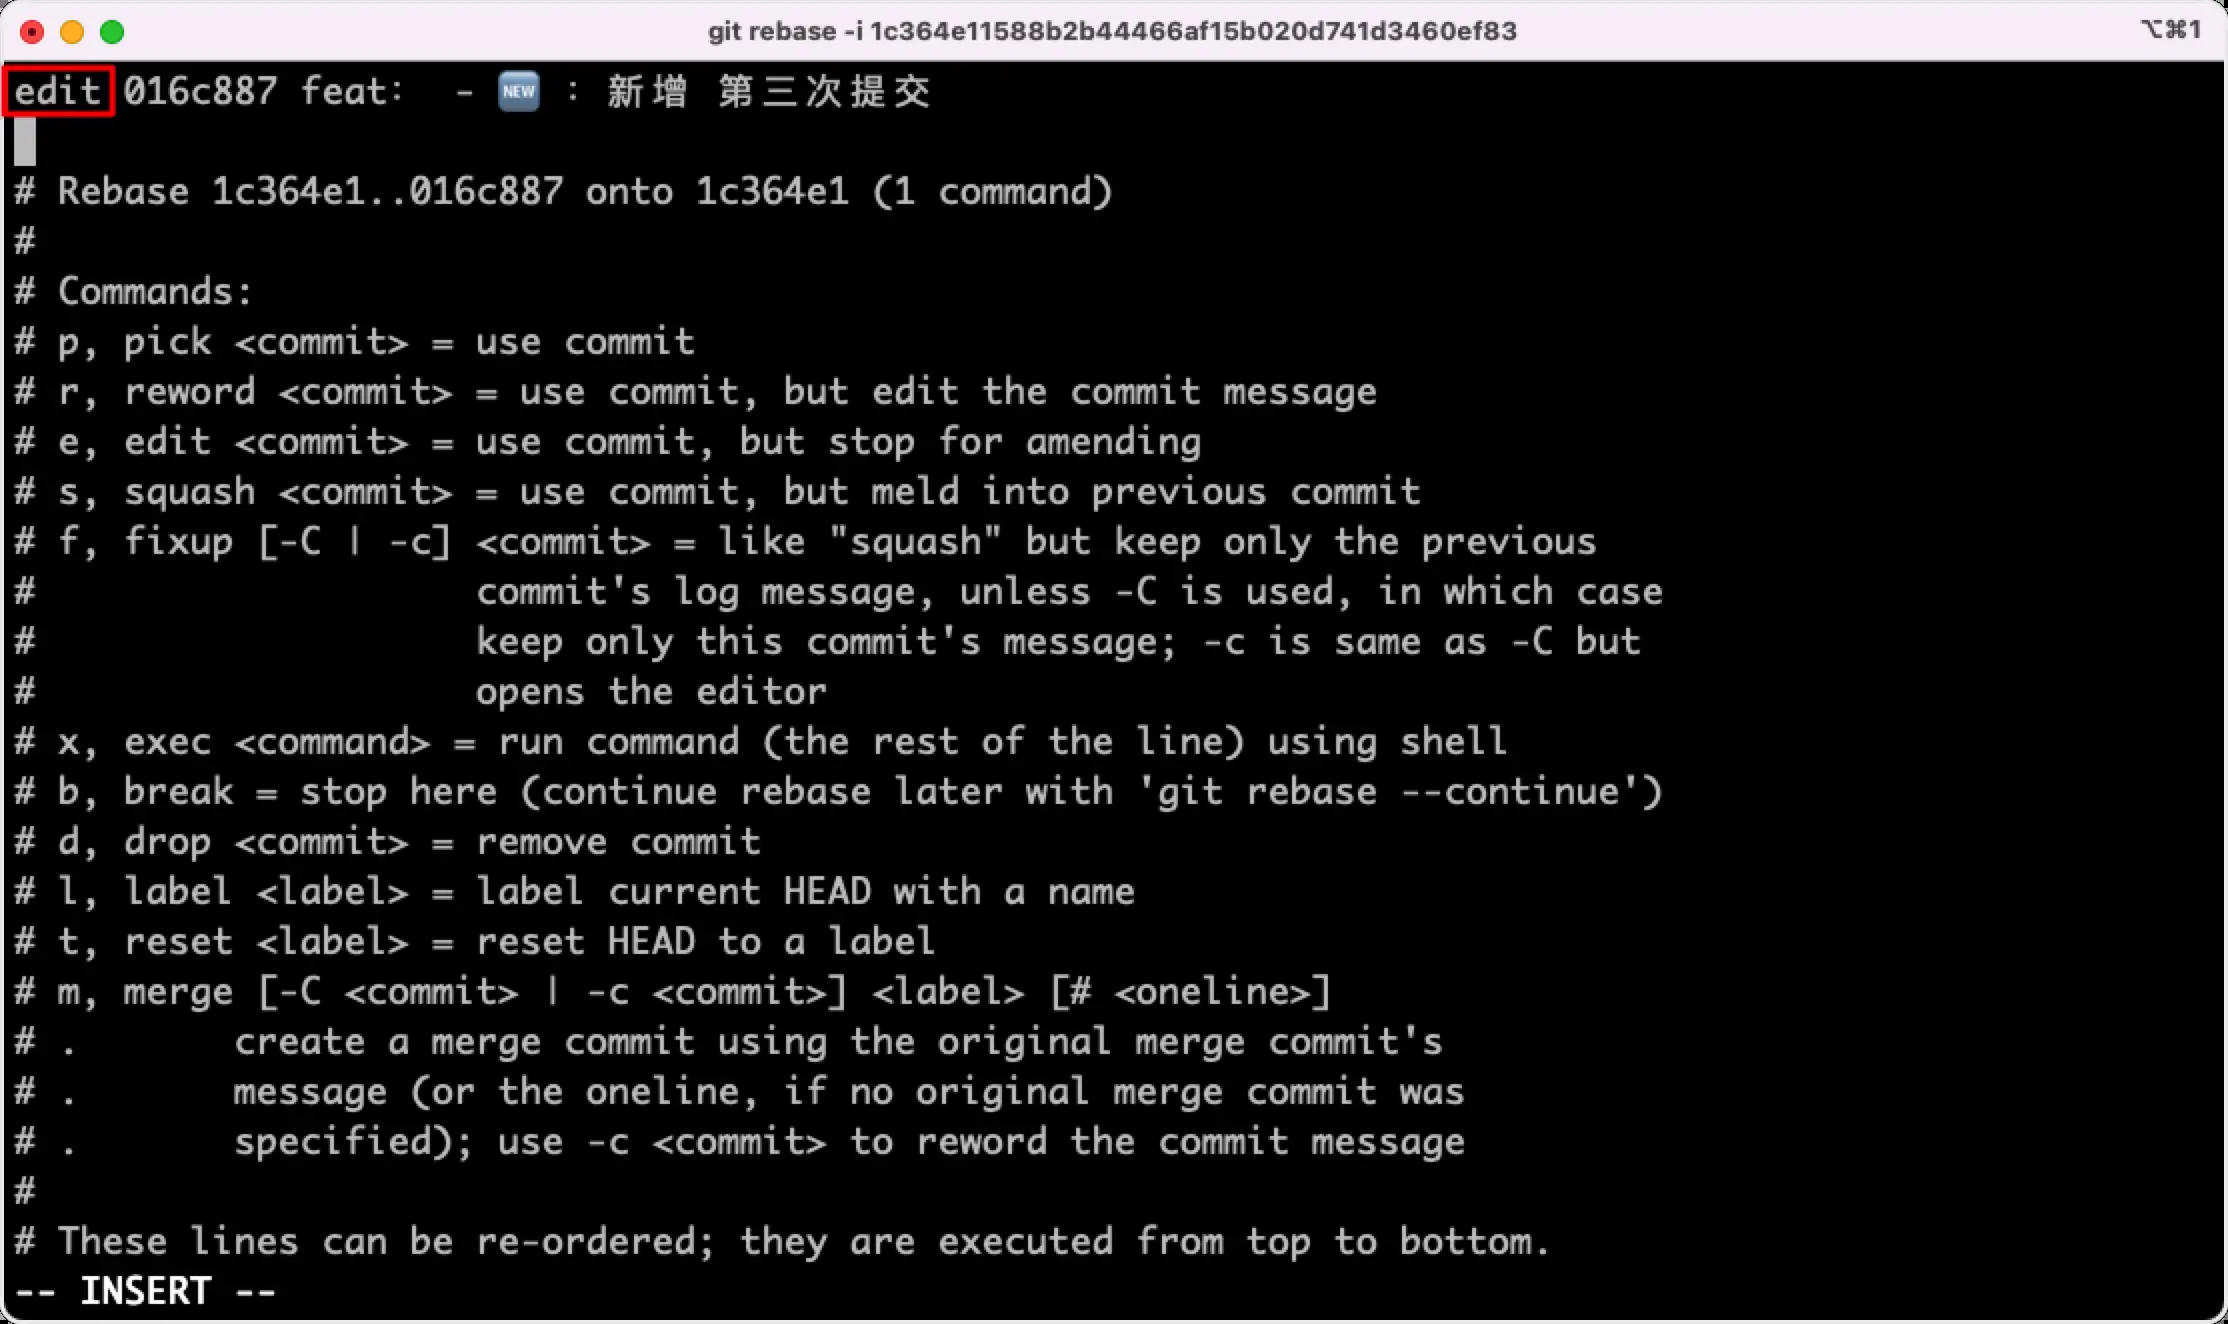 git rebase -i 1c364e11588b2b44466af15b020d741d3460ef83 ⌥⌘1
edit 016c887 feat:  - 🆕 : 新增 第三次提交
# Rebase 1c364e1..016c887 onto 1c364e1 (1 command)
#
# Commands:
# p, pick <commit> = use commit
# r, reword <commit> = use commit, but edit the commit message
# e, edit <commit> = use commit, but stop for amending
# s, squash <commit> = use commit, but meld into previous commit
# f, fixup [-C | -c] <commit> = like "squash" but keep only the previous
#                    commit's log message, unless -C is used, in which case
#                    keep only this commit's message; -c is same as -C but
#                    opens the editor
# x, exec <command> = run command (the rest of the line) using shell
# b, break = stop here (continue rebase later with 'git rebase --continue')
# d, drop <commit> = remove commit
# l, label <label> = label current HEAD with a name
# t, reset <label> = reset HEAD to a label
# m, merge [-C <commit> | -c <commit>] <label> [# <oneline>]
# .       create a merge commit using the original merge commit's
# .       message (or the oneline, if no original merge commit was
# .       specified); use -c <commit> to reword the commit message
#
# These lines can be re-ordered; they are executed from top to bottom.
-- INSERT --